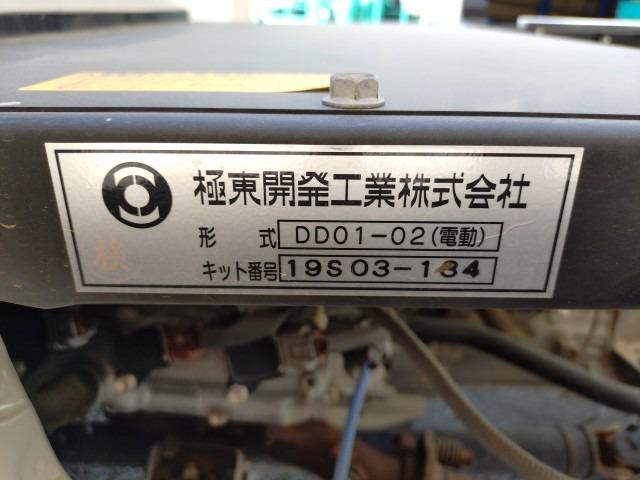 極東開発工業株式会社
形式 DD01-02(電動)
キット番号 19S03-134